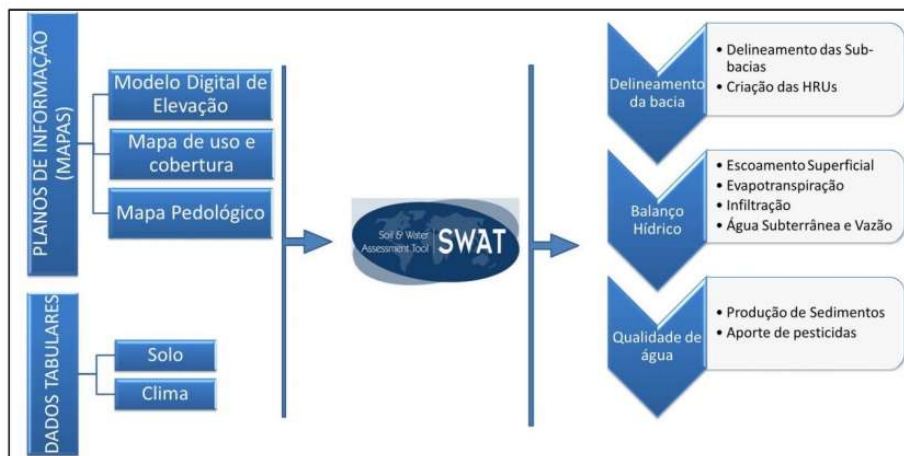 PLANOS DE INFORMAÇÃO
(MAPAS)
Modelo Digital de
Elevação
Mapa de uso e
cobertura
Mapa Pedológico
DADOS TABULARES
Solo
Clima
Soil & Water
Assessment Tool
SWAT
Delineamento
da bacia
• Delineamento das Sub-
bacias
• Criação das HRUs
Balanço
Hídrico
• Escoamento Superficial
• Evapotranspiração
• Infiltração
• Água Subterrânea e Vazão
Qualidade de
água
• Produção de Sedimentos
• Aporte de pesticidas